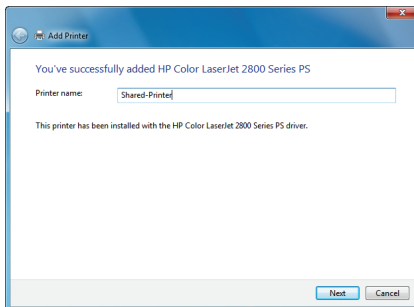 Add Printer
You've successfully added HP Color LaserJet 2800 Series PS
Printer name: Shared-Printer
This printer has been installed with the HP Color LaserJet 2800 Series PS driver.
Next Cancel